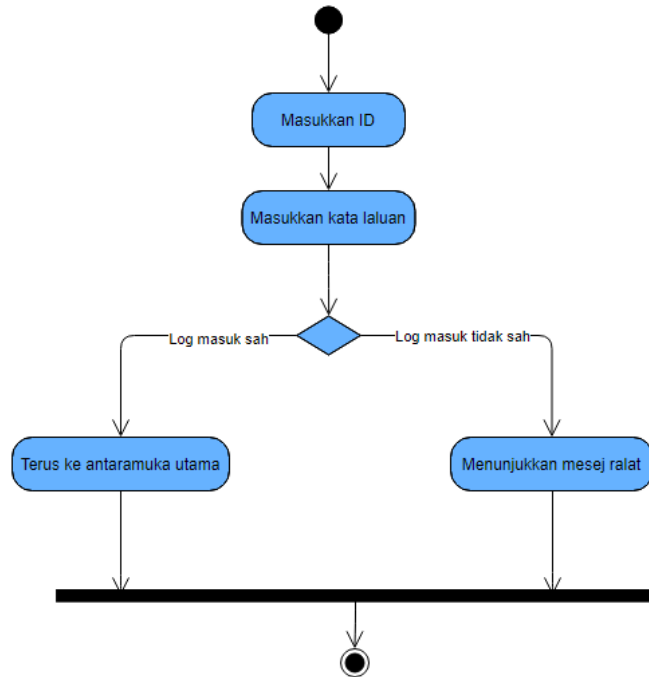 Masukkan ID
Masukkan kata laluan
Log masuk sah
Log masuk tidak sah
Terus ke antaramuka utama
Menunjukkan mesej ralat